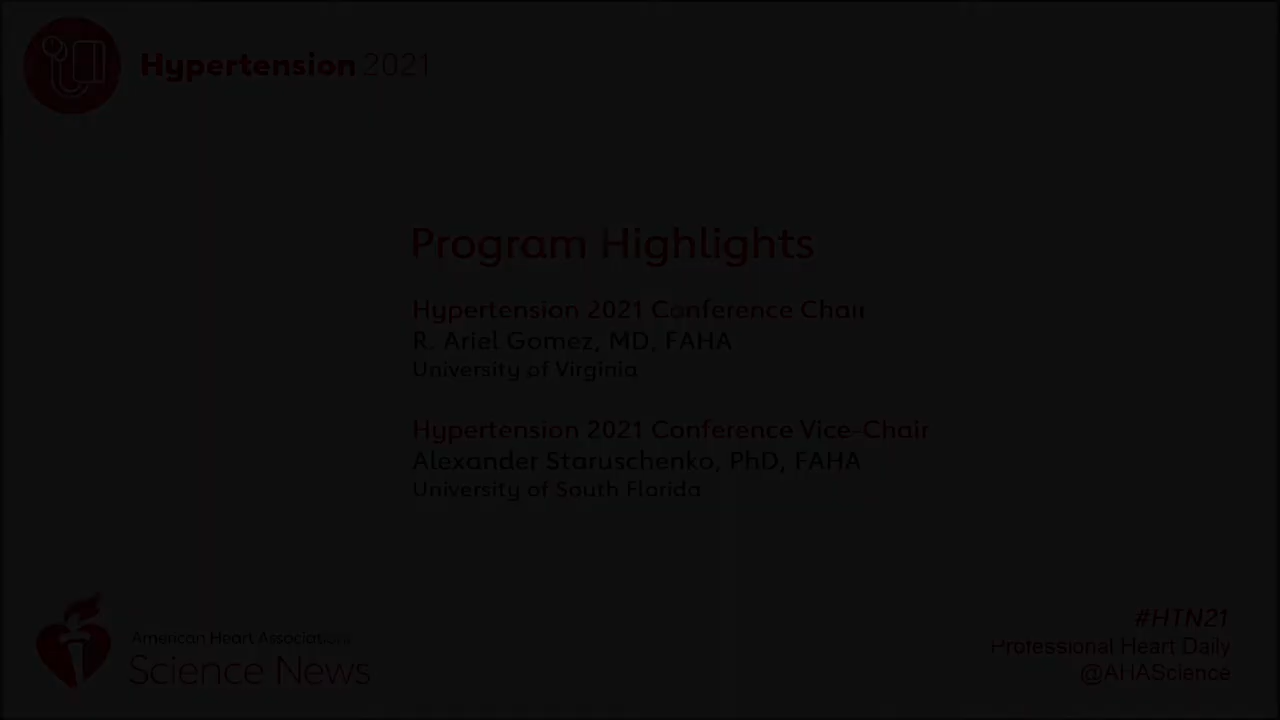 Hypertension 2021
Program Highlights
Hypertension 2021 Conference Chair
R. Ariel Gomez, MD, FAHA
University of Virginia
Hypertension 2021 Conference Vice-Chair
Alexander Staruschenko, PhD, FAHA
University of South Florida
American Heart Association
Science News
#HTN21
Professional Heart Daily
@AHAScience